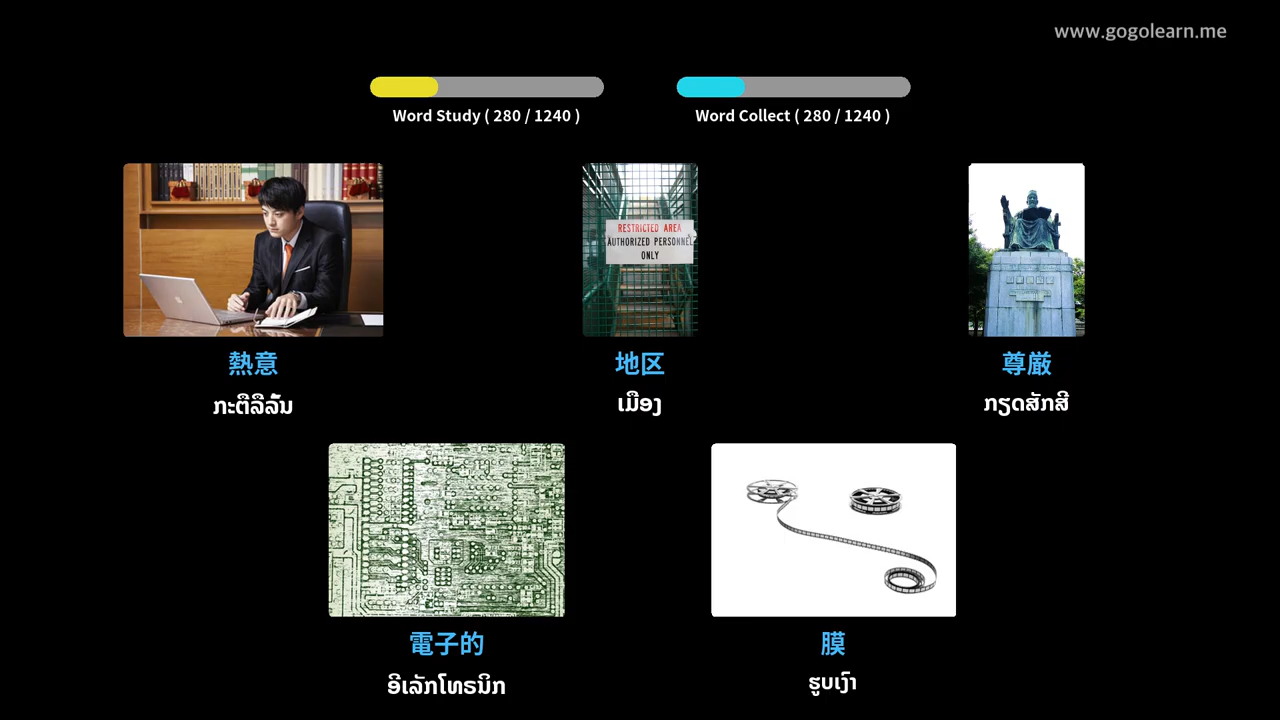 www.gogolearn.me
Word Study ( 280 / 1240 )
Word Collect ( 280 / 1240 )
RESTRICTED AREA
AUTHORIZED PERSONNEL
ONLY
熱意
地区
尊厳
ກະຕືລືລົ້ນ
ເມືອງ
ກຽດສັກສີ
電子的
膜
ອີເລັກໂທຣນິກ
ຮູບເງົາ